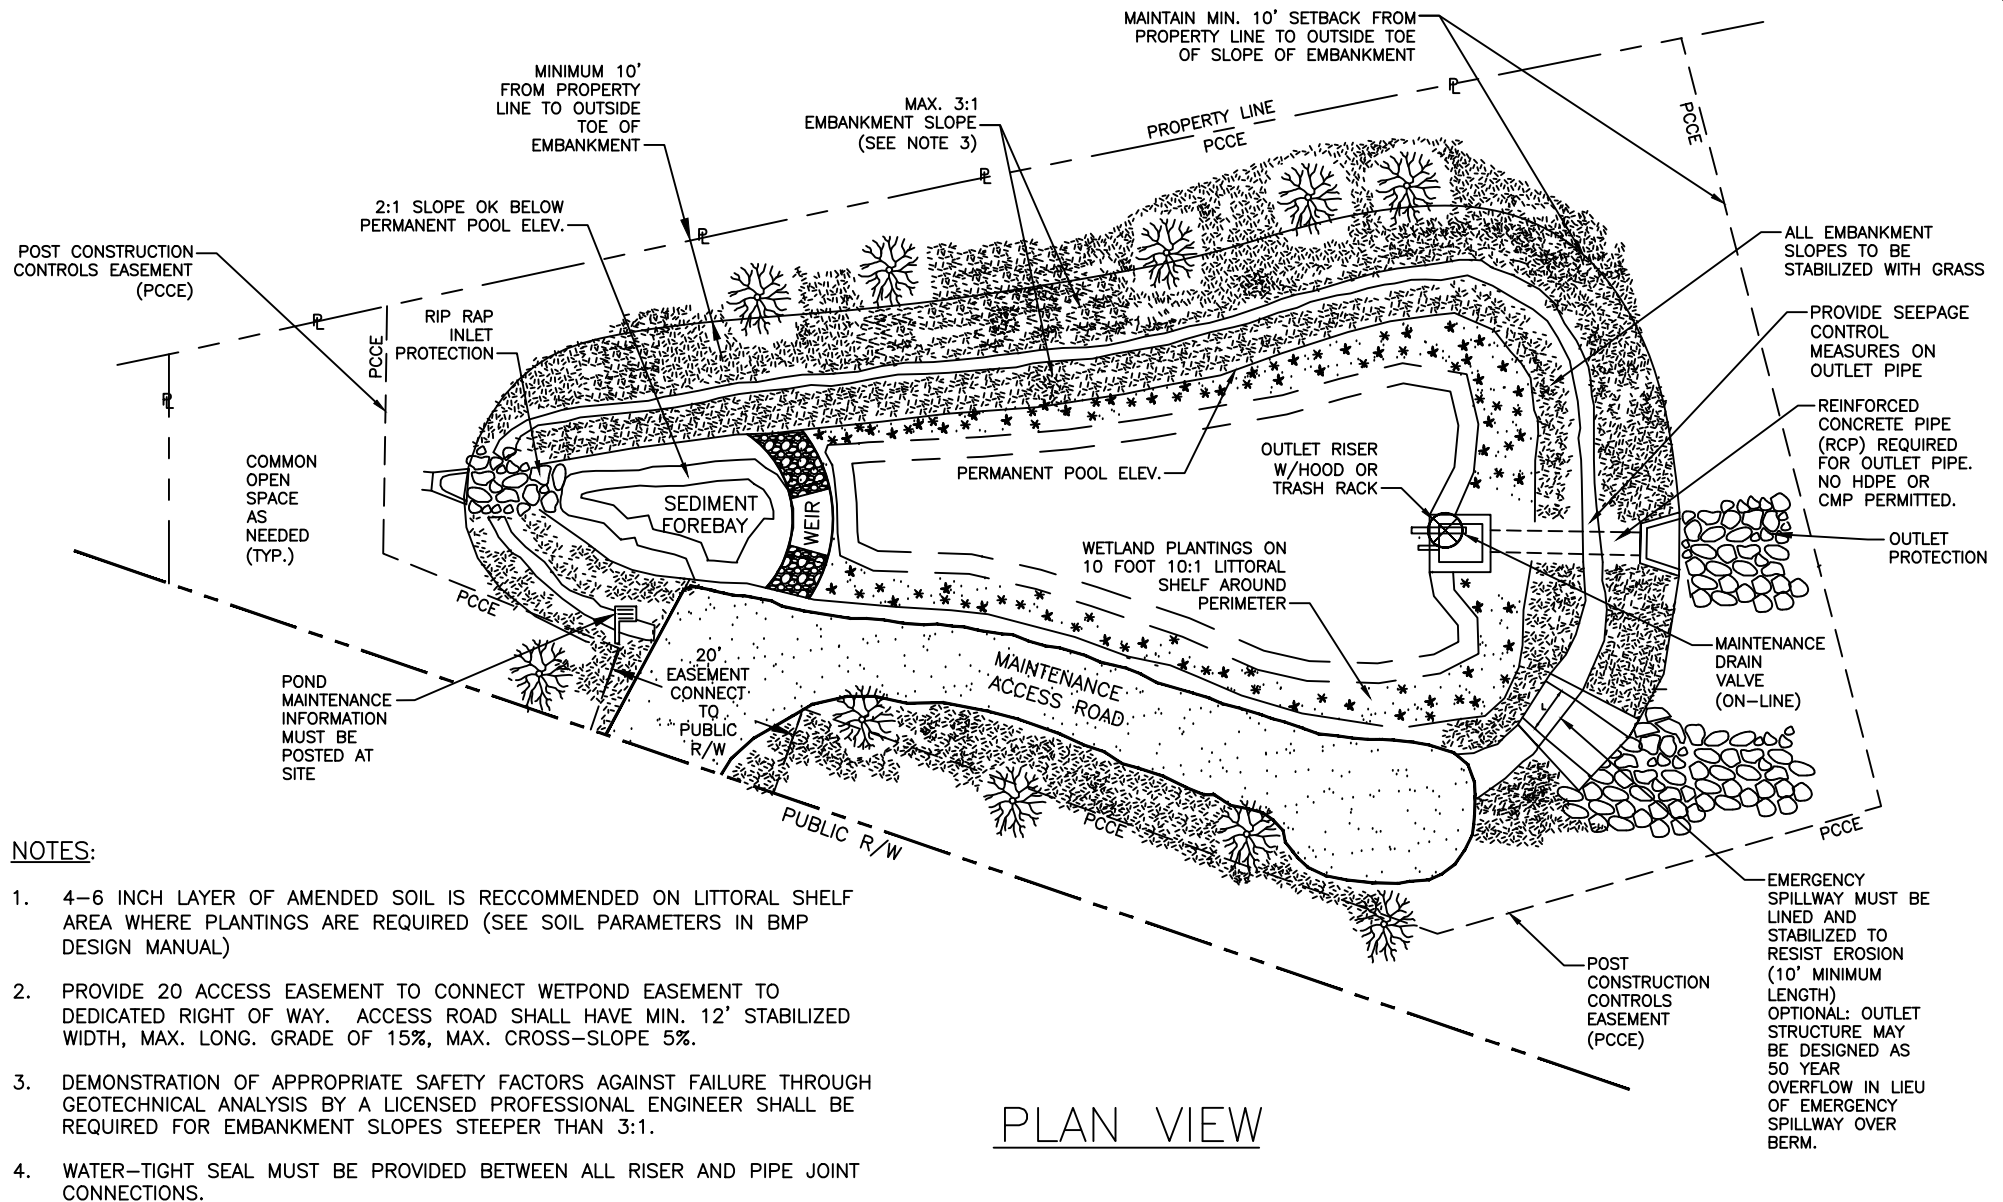 MAINTAIN MIN. 10' SETBACK FROM
PROPERTY LINE TO OUTSIDE TOE
OF SLOPE OF EMBANKMENT
MINIMUM 10'
FROM PROPERTY
LINE TO OUTSIDE
TOE OF
EMBANKMENT
MAX. 3:1
EMBANKMENT SLOPE
(SEE NOTE 3)
PROPERTY LINE
PCCE
PL
PCCE
PL
2:1 SLOPE OK BELOW
PERMANENT POOL ELEV.
PL
POST CONSTRUCTION
CONTROLS EASEMENT
(PCCE)
ALL EMBANKMENT
SLOPES TO BE
STABILIZED WITH GRASS
PL
RIP RAP
INLET
PROTECTION
PCCE
PL
PROVIDE SEEPAGE
CONTROL
MEASURES ON
OUTLET PIPE
REINFORCED
CONCRETE PIPE
(RCP) REQUIRED
FOR OUTLET PIPE.
NO HDPE OR
CMP PERMITTED.
COMMON
OPEN
SPACE
AS
NEEDED
(TYP.)
PERMANENT POOL ELEV.
OUTLET RISER
W/HOOD OR
TRASH RACK
SEDIMENT
FOREBAY
WEIR
OUTLET
PROTECTION
WETLAND PLANTINGS ON
10 FOOT 10:1 LITTORAL
SHELF AROUND
PERIMETER
PCCE
MAINTENANCE
DRAIN
VALVE
(ON-LINE)
20'
EASEMENT
CONNECT
TO
PUBLIC
R/W
MAINTENANCE
ACCESS ROAD
POND
MAINTENANCE
INFORMATION
MUST BE
POSTED AT
SITE
PUBLIC R/W
PCCE
PCCE
EMERGENCY
SPILLWAY MUST BE
LINED AND
STABILIZED TO
RESIST EROSION
(10' MINIMUM
LENGTH)
OPTIONAL: OUTLET
STRUCTURE MAY
BE DESIGNED AS
50 YEAR
OVERFLOW IN LIEU
OF EMERGENCY
SPILLWAY OVER
BERM.
POST
CONSTRUCTION
CONTROLS
EASEMENT
(PCCE)
NOTES:
1. 4-6 INCH LAYER OF AMENDED SOIL IS RECCOMMENDED ON LITTORAL SHELF
AREA WHERE PLANTINGS ARE REQUIRED (SEE SOIL PARAMETERS IN BMP
DESIGN MANUAL)
2. PROVIDE 20 ACCESS EASEMENT TO CONNECT WETPOND EASEMENT TO
DEDICATED RIGHT OF WAY. ACCESS ROAD SHALL HAVE MIN. 12' STABILIZED
WIDTH, MAX. LONG. GRADE OF 15%, MAX. CROSS-SLOPE 5%.
3. DEMONSTRATION OF APPROPRIATE SAFETY FACTORS AGAINST FAILURE THROUGH
GEOTECHNICAL ANALYSIS BY A LICENSED PROFESSIONAL ENGINEER SHALL BE
REQUIRED FOR EMBANKMENT SLOPES STEEPER THAN 3:1.
4. WATER-TIGHT SEAL MUST BE PROVIDED BETWEEN ALL RISER AND PIPE JOINT
CONNECTIONS.
PLAN VIEW